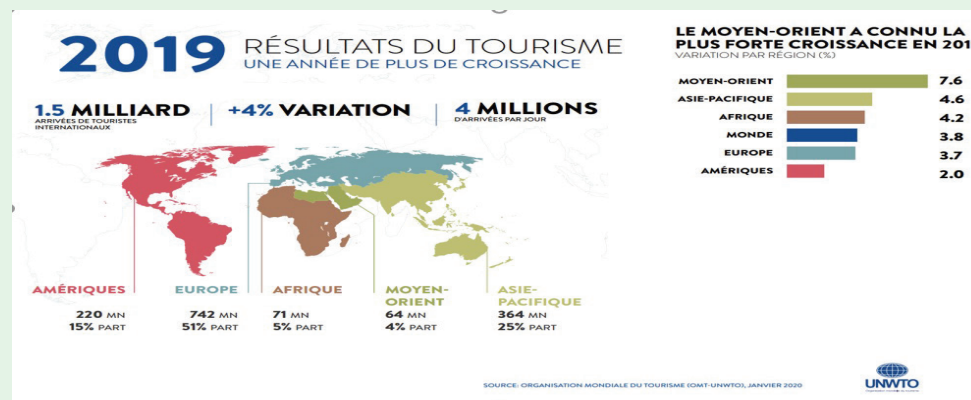 2019 RÉSULTATS DU TOURISME
UNE ANNÉE DE PLUS DE CROISSANCE
1.5 MILLIARD
ARRIVÉES DE TOURISTES
INTERNATIONAUX
+4% VARIATION
4 MILLIONS
D'ARRIVÉES PAR JOUR
AMÉRIQUES
220 MN
15% PART
EUROPE
742 MN
51% PART
AFRIQUE
71 MN
5% PART
MOYEN-
ORIENT
64 MN
4% PART
ASIE-
PACIFIQUE
364 MN
25% PART
LE MOYEN-ORIENT A CONNU LA
PLUS FORTE CROISSANCE EN 201
VARIATION PAR RÉGION (%)
MOYEN-ORIENT 7.6
ASIE-PACIFIQUE 4.6
AFRIQUE 4.2
MONDE 3.8
EUROPE 3.7
AMÉRIQUES 2.0
SOURCE: ORGANISATION MONDIALE DU TOURISME (OMT-UNWTO), JANVIER 2020
UNWTO